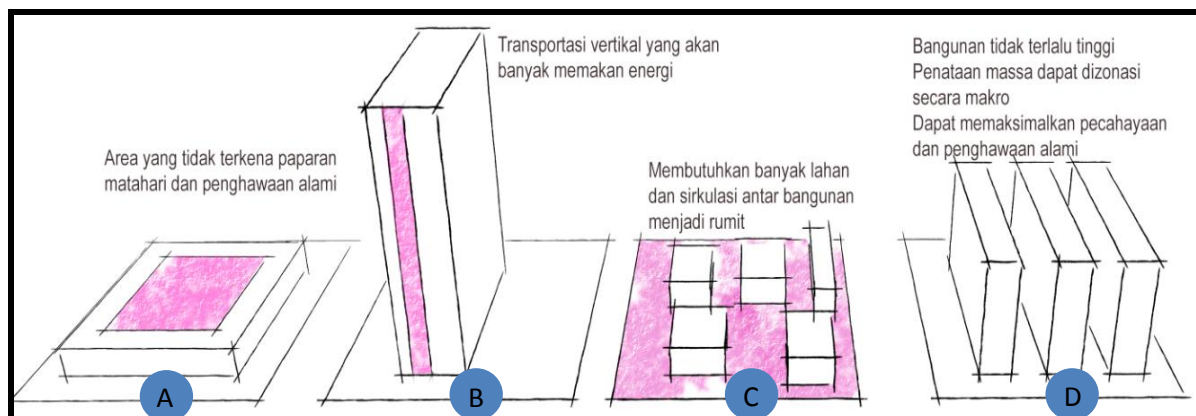 Area yang tidak terkena paparan
matahari dan penghawaan alami
A
Transportasi vertikal yang akan
banyak memakan energi
B
Membutuhkan banyak lahan
dan sirkulasi antar bangunan
menjadi rumit
C
Bangunan tidak terlalu tinggi
Penataan massa dapat dizonasi
secara makro
Dapat memaksimalkan pecahayaan
dan penghawaan alami
D